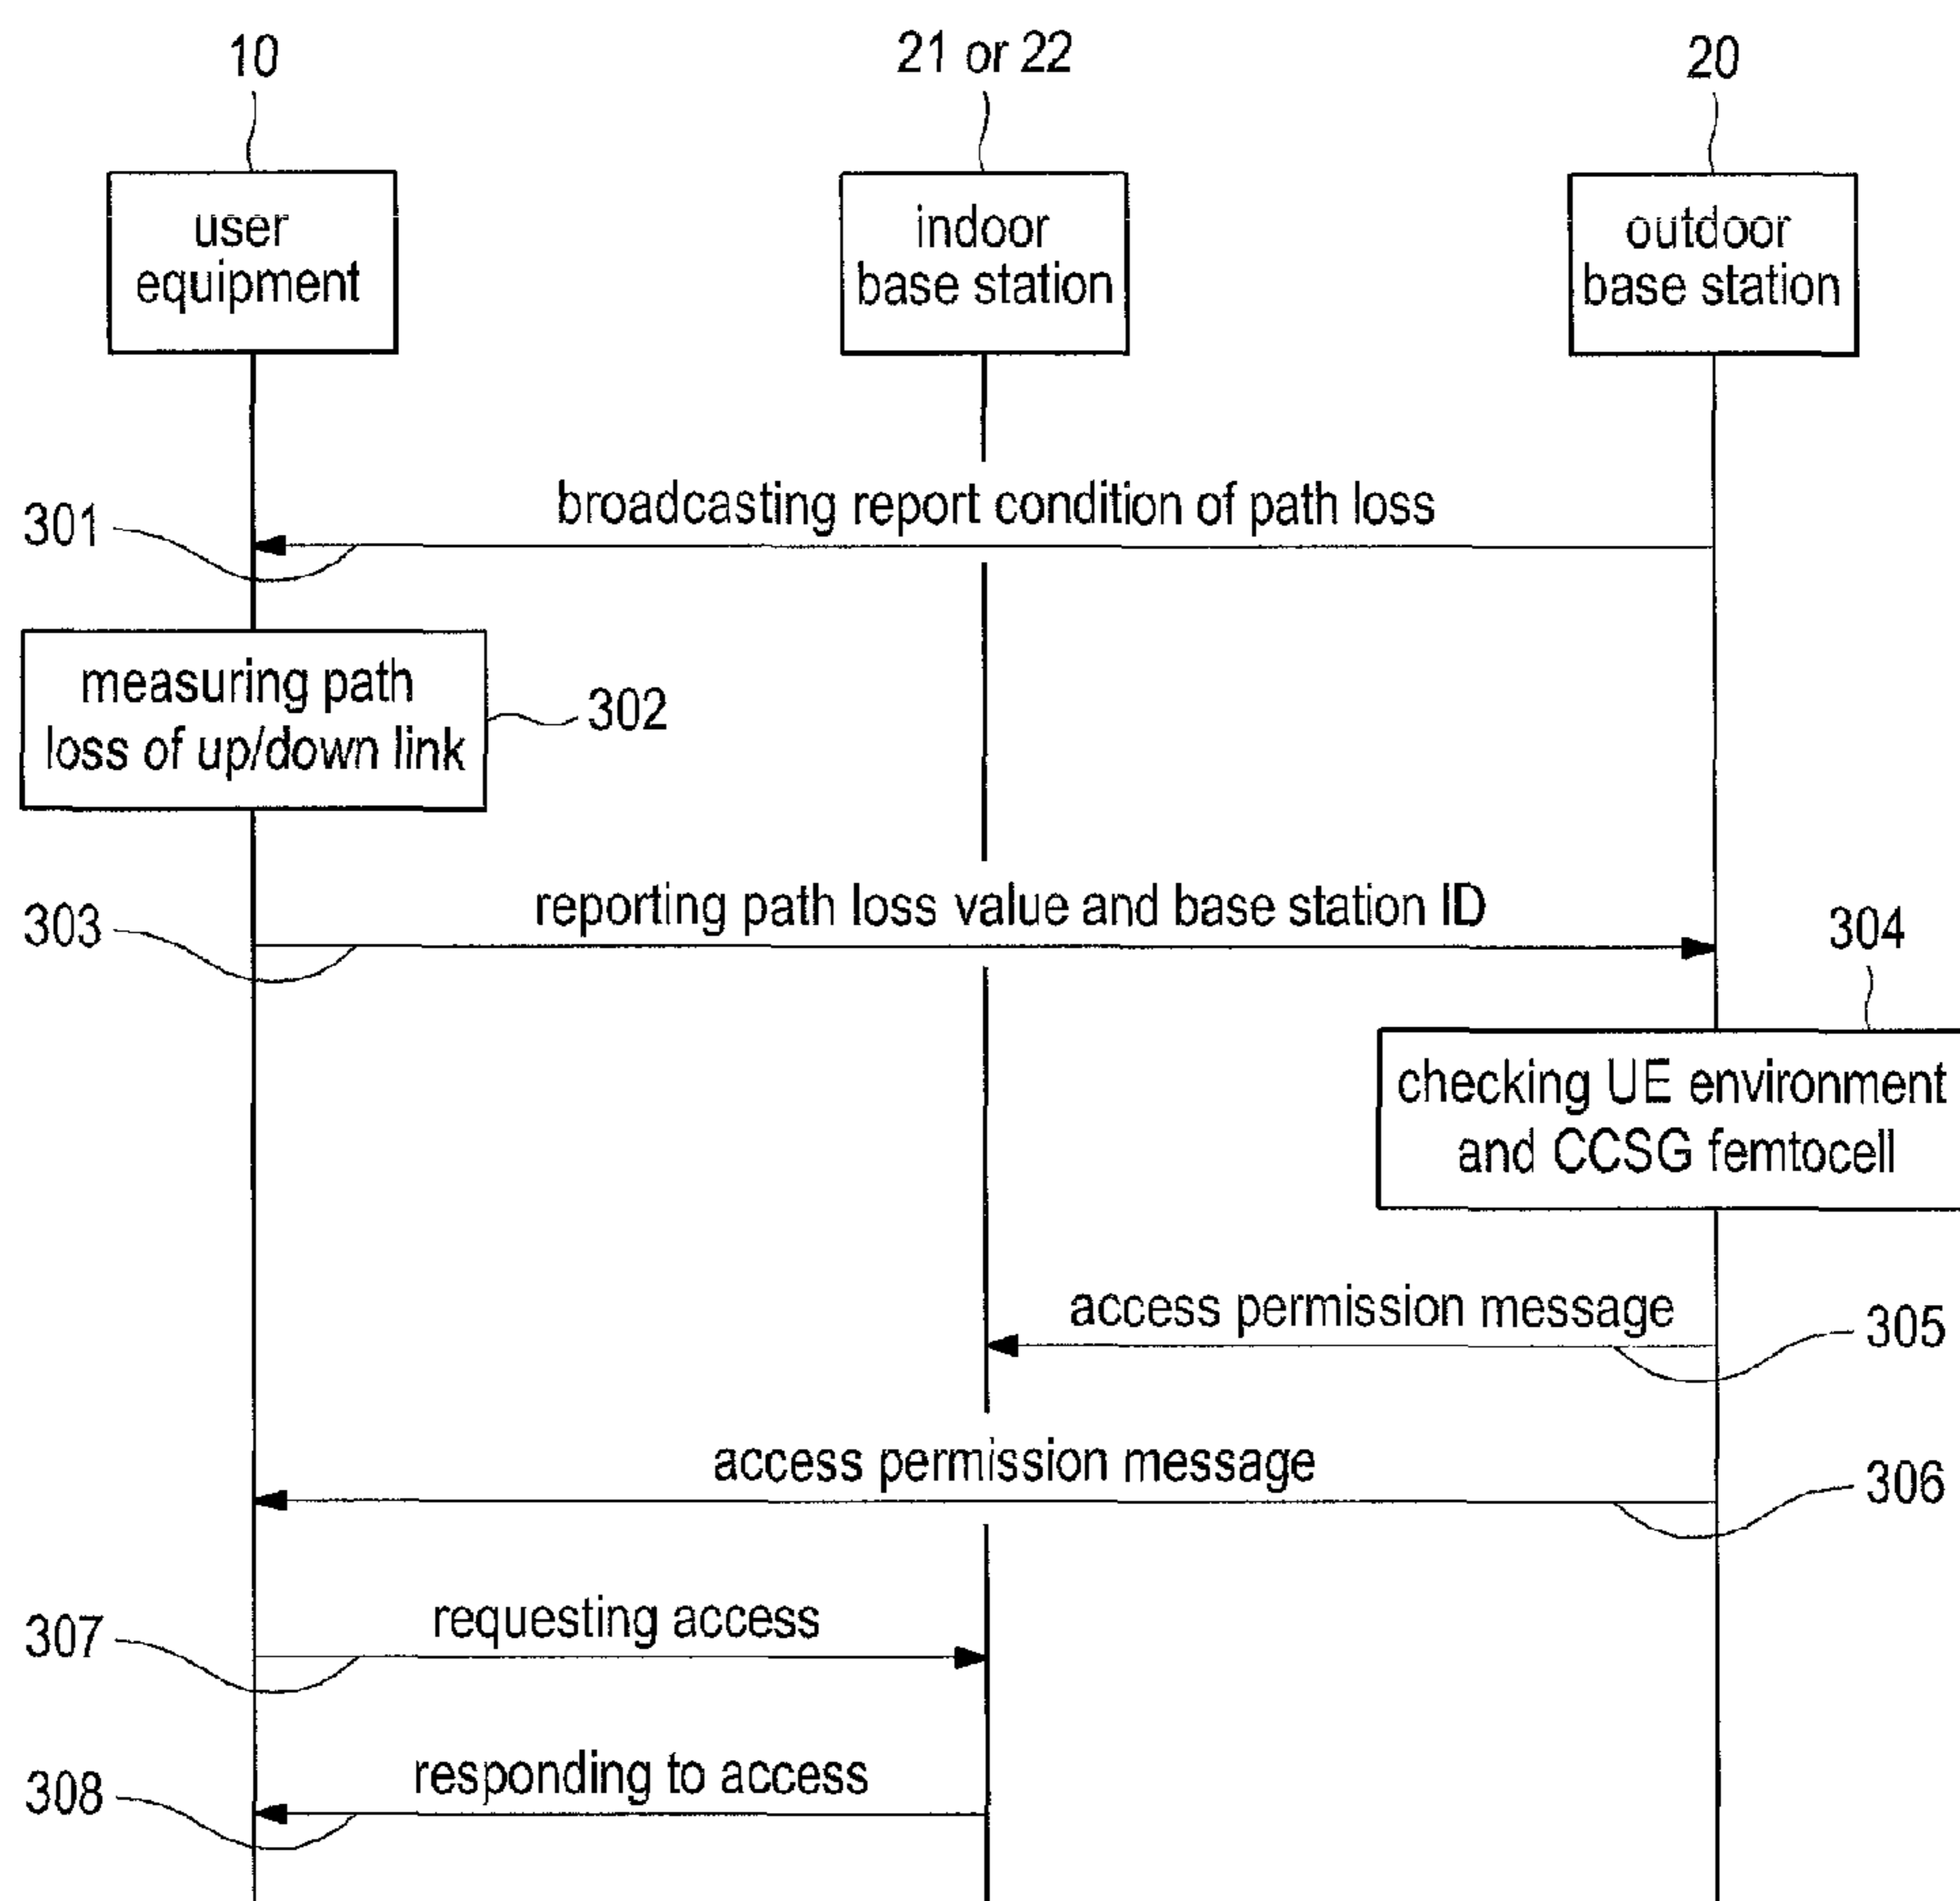 10
21 or 22
20
user
equipment
indoor
base station
outdoor
base station
broadcasting report condition of path loss
301
measuring path
loss of up/down link
302
reporting path loss value and base station ID
303
304
checking UE environment
and CCSG femtocell
access permission message
305
access permission message
306
requesting access
307
responding to access
308